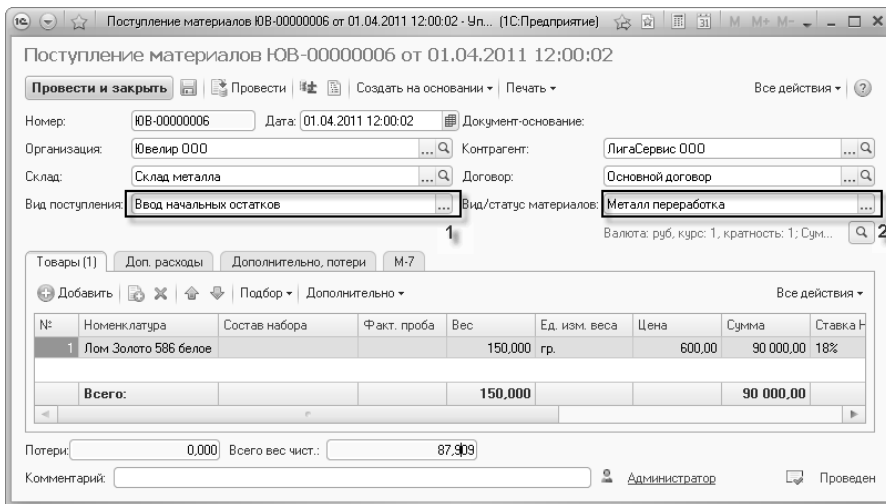 Поступление материалов ЮВ-00000006 от 01.04.2011 12:00:02 - Уп... (1С:Предприятие) M M+ M-
Поступление материалов ЮВ-00000006 от 01.04.2011 12:00:02
Провести и закрыть Провести Создать на основании Печать Все действия ?
Номер: ЮВ-00000006 Дата: 01.04.2011 12:00:02 Документ-основание:
Организация: Ювелир ООО ... Контрагент: ЛигаСервис ООО ...
Склад: Склад металла ... Договор: Основной договор ...
Вид поступления: Ввод начальных остатков ... Вид/статус материалов: Металл переработка ...
1 Валюта: руб, курс: 1, кратность: 1; Сум... 2
Товары (1) Доп. расходы Дополнительно, потери М-7
Добавить Подбор Дополнительно Все действия
№ Номенклатура Состав набора Факт. проба Вес Ед. изм. веса Цена Сумма Ставка Н
1 Лом Золото 586 белое 150,000 гр. 600,00 90 000,00 18%
Всего: 150,000 90 000,00
Потери: 0,000 Всего вес чист.: 87,909
Комментарий: Администратор Проведен